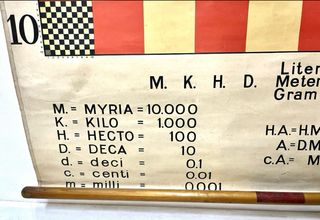 10
Liter
M. K. H. D. Meter
Gram
M. = MYRIA = 10.000
K. = KILO = 1.000
H. = HECTO = 100
D. = DECA = 10
d. = deci = 0.1
c. = centi = 0.01
m = milli = 0.001
H.A.=H.M
A.=D.M
c.A.= M